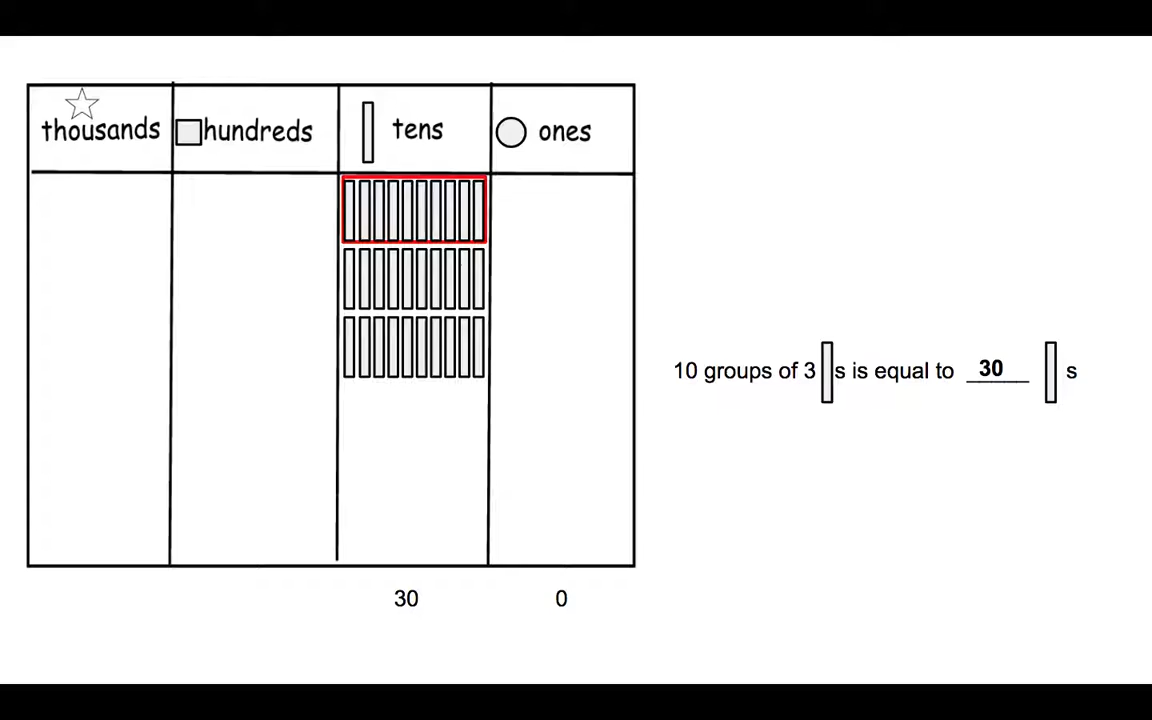 thousands hundreds tens ones
10 groups of 3 s is equal to 30 s
30 0